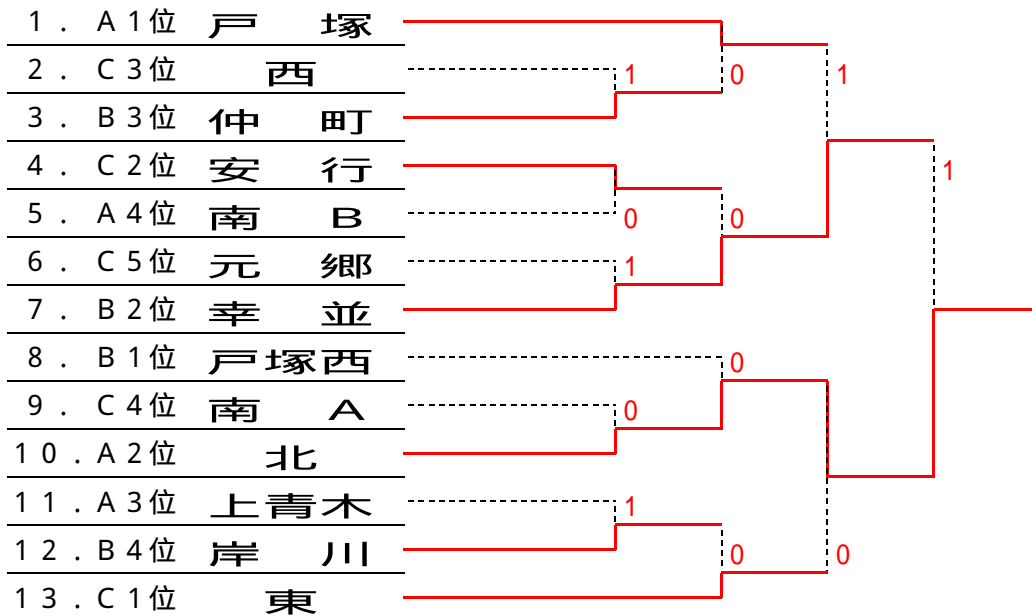 1. A1位 戸塚
2. C3位 西
1
0
1
3. B3位 仲町
4. C2位 安行
1
5. A4位 南B
0
0
6. C5位 元郷
1
7. B2位 幸並
8. B1位 戸塚西
0
9. C4位 南A
0
10. A2位 北
11. A3位 上青木
1
12. B4位 岸川
0
0
13. C1位 東